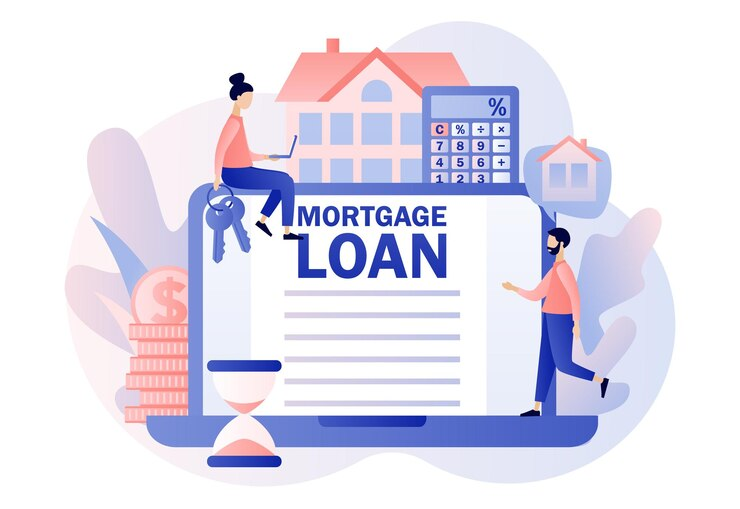 %
C % ÷ ×
7 8 9 −
4 5 6 +
1 2 3
MORTGAGE
LOAN
$